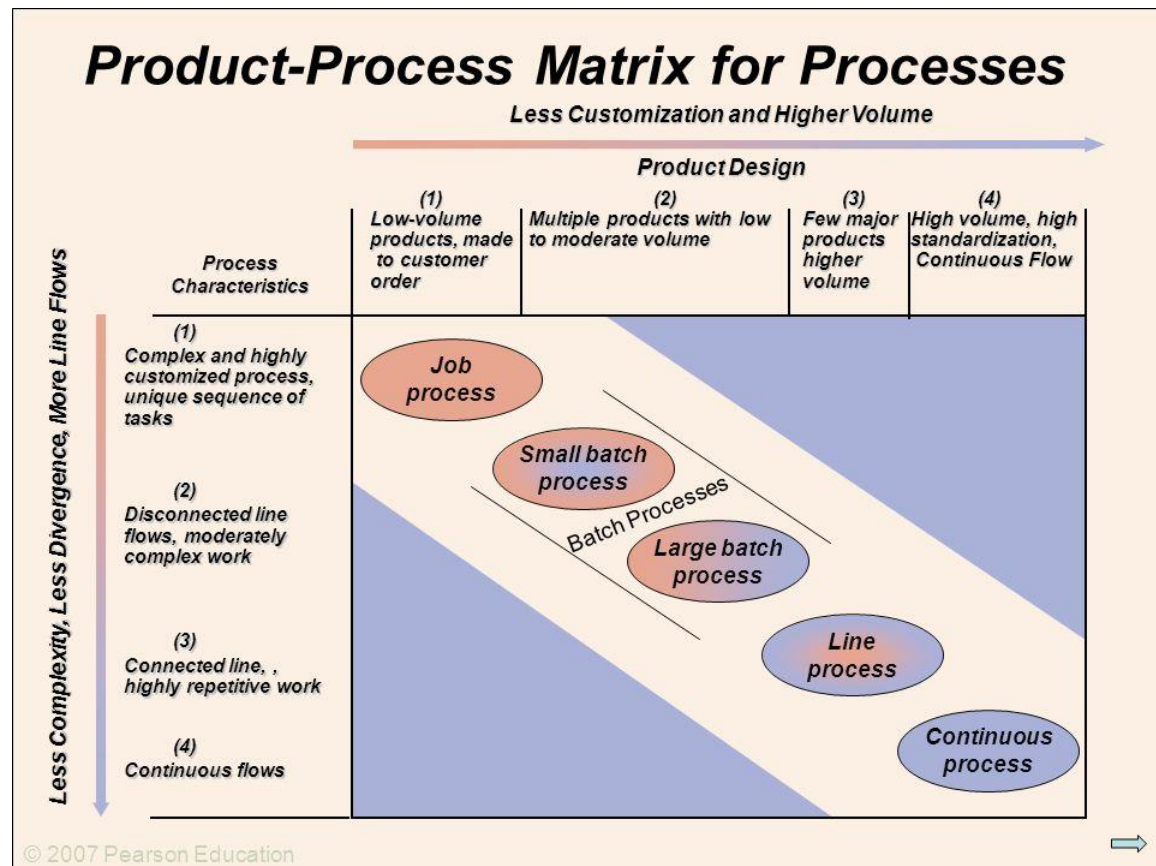 Product-Process Matrix for Processes
Less Customization and Higher Volume
Product Design
(1)
Low-volume
products, made
to customer
order
(2)
Multiple products with low
to moderate volume
(3)
Few major
products
higher
volume
(4)
High volume, high
standardization,
Continuous Flow
Process
Characteristics
Less Complexity, Less Divergence, More Line Flows
(1)
Complex and highly
customized process,
unique sequence of
tasks
(2)
Disconnected line
flows, moderately
complex work
(3)
Connected line, ,
highly repetitive work
(4)
Continuous flows
Job
process
Small batch
process
Batch Processes
Large batch
process
Line
process
Continuous
process
© 2007 Pearson Education